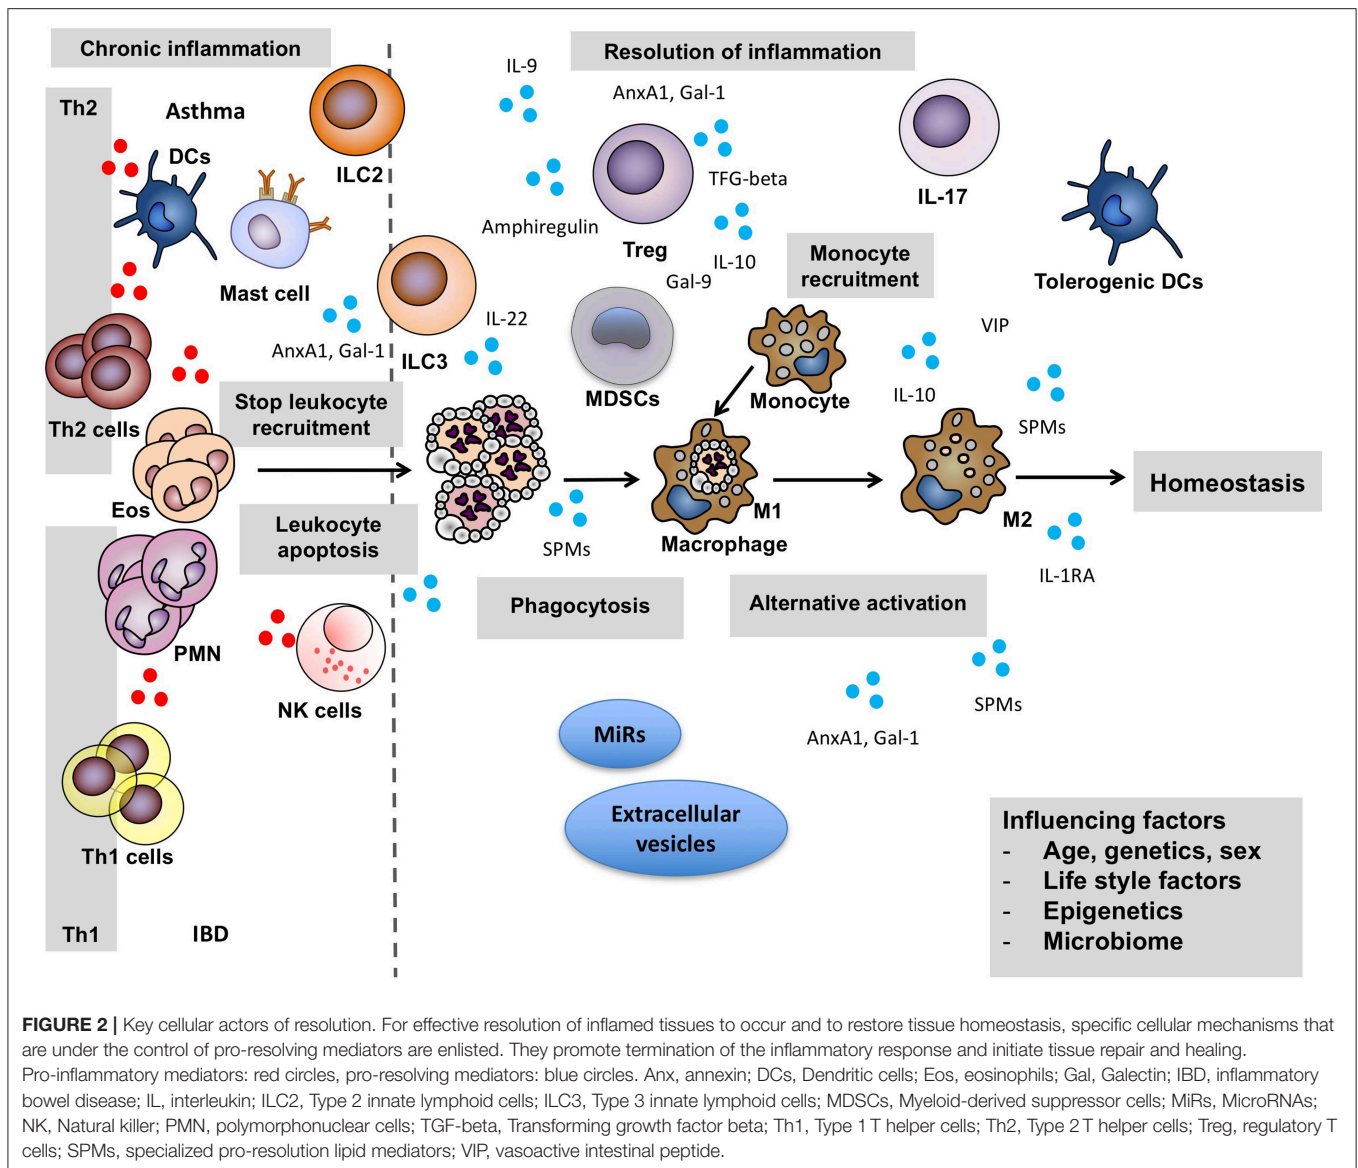 Chronic inflammation
Resolution of inflammation
Th2
Asthma
DCs
ILC2
Mast cell
AnxA1, Gal-1
ILC3
IL-22
Th2 cells
Eos
Stop leukocyte
recruitment
Leukocyte
apoptosis
PMN
NK cells
Th1 cells
Th1
IBD
IL-9
AnxA1, Gal-1
TFG-beta
Amphiregulin
Treg
IL-10
Gal-9
IL-17
Tolerogenic DCs
Monocyte
recruitment
MDSCs
Monocyte
VIP
IL-10
SPMs
SPMs
M1
Macrophage
M2
Homeostasis
IL-1RA
Phagocytosis
Alternative activation
SPMs
AnxA1, Gal-1
MiRs
Extracellular
vesicles
Influencing factors
- Age, genetics, sex
- Life style factors
- Epigenetics
- Microbiome
FIGURE 2 | Key cellular actors of resolution. For effective resolution of inflamed tissues to occur and to restore tissue homeostasis, specific cellular mechanisms that
are under the control of pro-resolving mediators are enlisted. They promote termination of the inflammatory response and initiate tissue repair and healing.
Pro-inflammatory mediators: red circles, pro-resolving mediators: blue circles. Anx, annexin; DCs, Dendritic cells; Eos, eosinophils; Gal, Galectin; IBD, inflammatory
bowel disease; IL, interleukin; ILC2, Type 2 innate lymphoid cells; ILC3, Type 3 innate lymphoid cells; MDSCs, Myeloid-derived suppressor cells; MiRs, MicroRNAs;
NK, Natural killer; PMN, polymorphonuclear cells; TGF-beta, Transforming growth factor beta; Th1, Type 1 T helper cells; Th2, Type 2 T helper cells; Treg, regulatory T
cells; SPMs, specialized pro-resolution lipid mediators; VIP, vasoactive intestinal peptide.